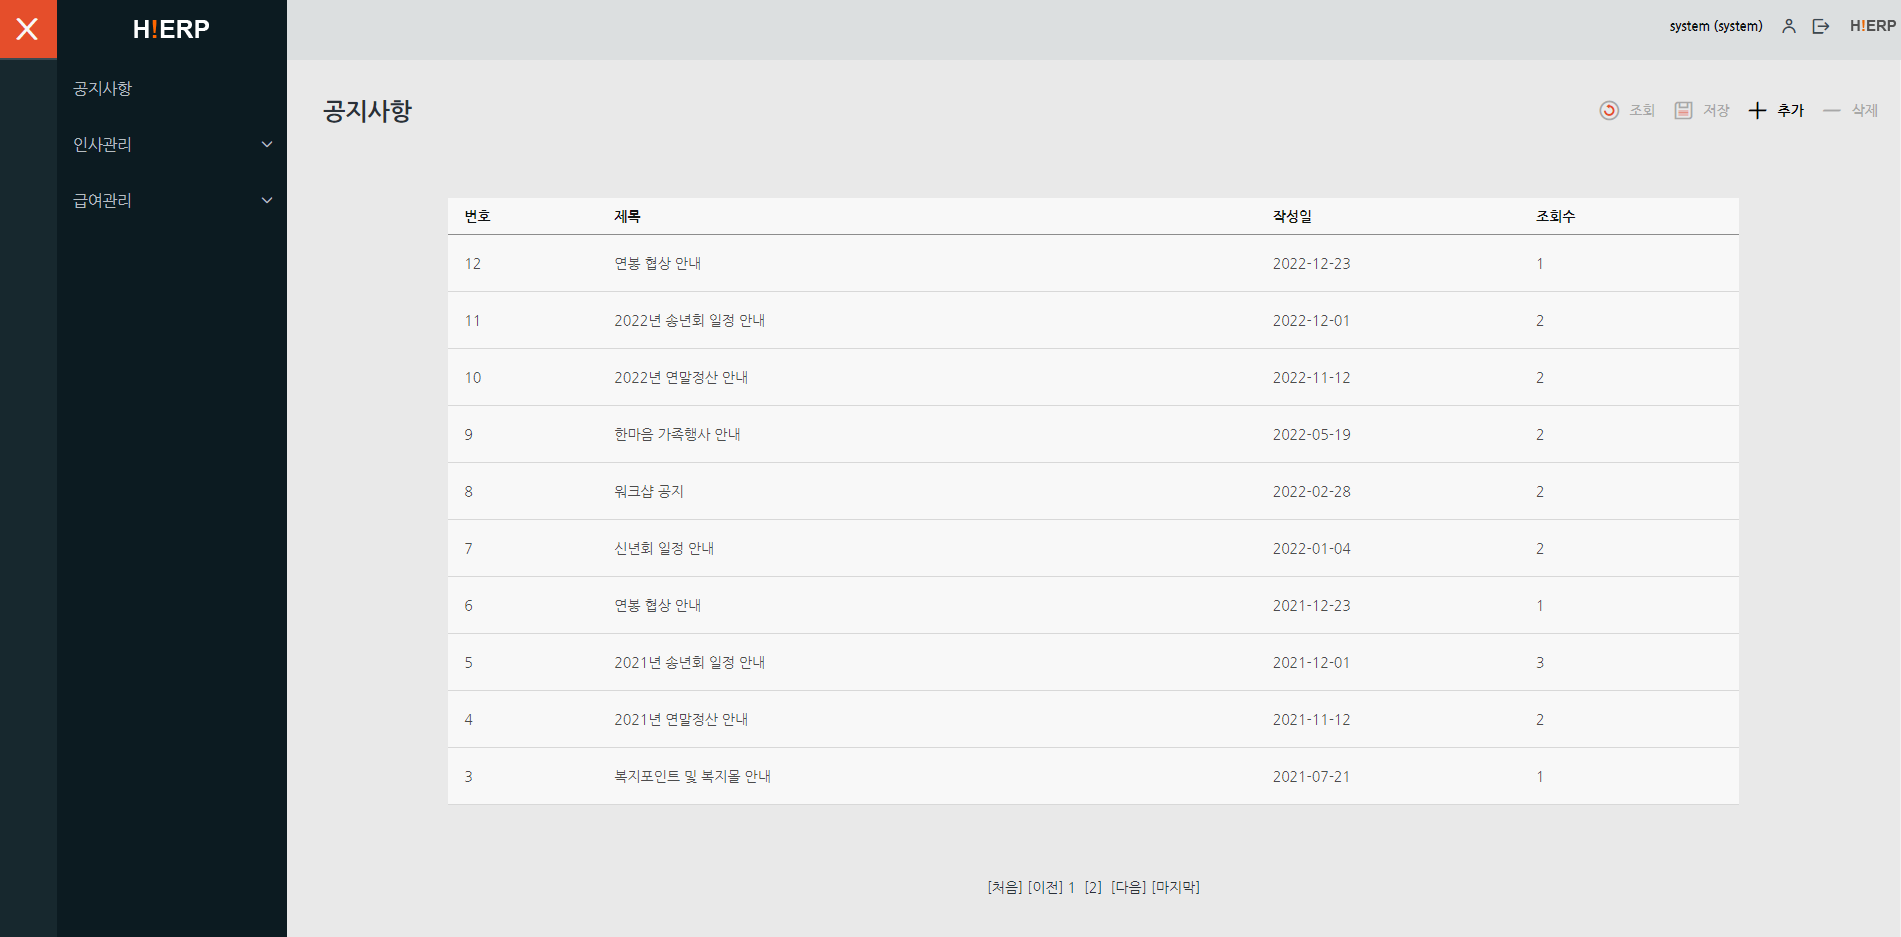 H!ERP
system (system)
H!ERP
공지사항
인사관리
급여관리
공지사항
조회 저장 추가 삭제
번호 제목 작성일 조회수
12 연봉 협상 안내 2022-12-23 1
11 2022년 송년회 일정 안내 2022-12-01 2
10 2022년 연말정산 안내 2022-11-12 2
9 한마음 가족행사 안내 2022-05-19 2
8 워크샵 공지 2022-02-28 2
7 신년회 일정 안내 2022-01-04 2
6 연봉 협상 안내 2021-12-23 1
5 2021년 송년회 일정 안내 2021-12-01 3
4 2021년 연말정산 안내 2021-11-12 2
3 복지포인트 및 복지몰 안내 2021-07-21 1
[처음] [이전] 1 [2] [다음] [마지막]